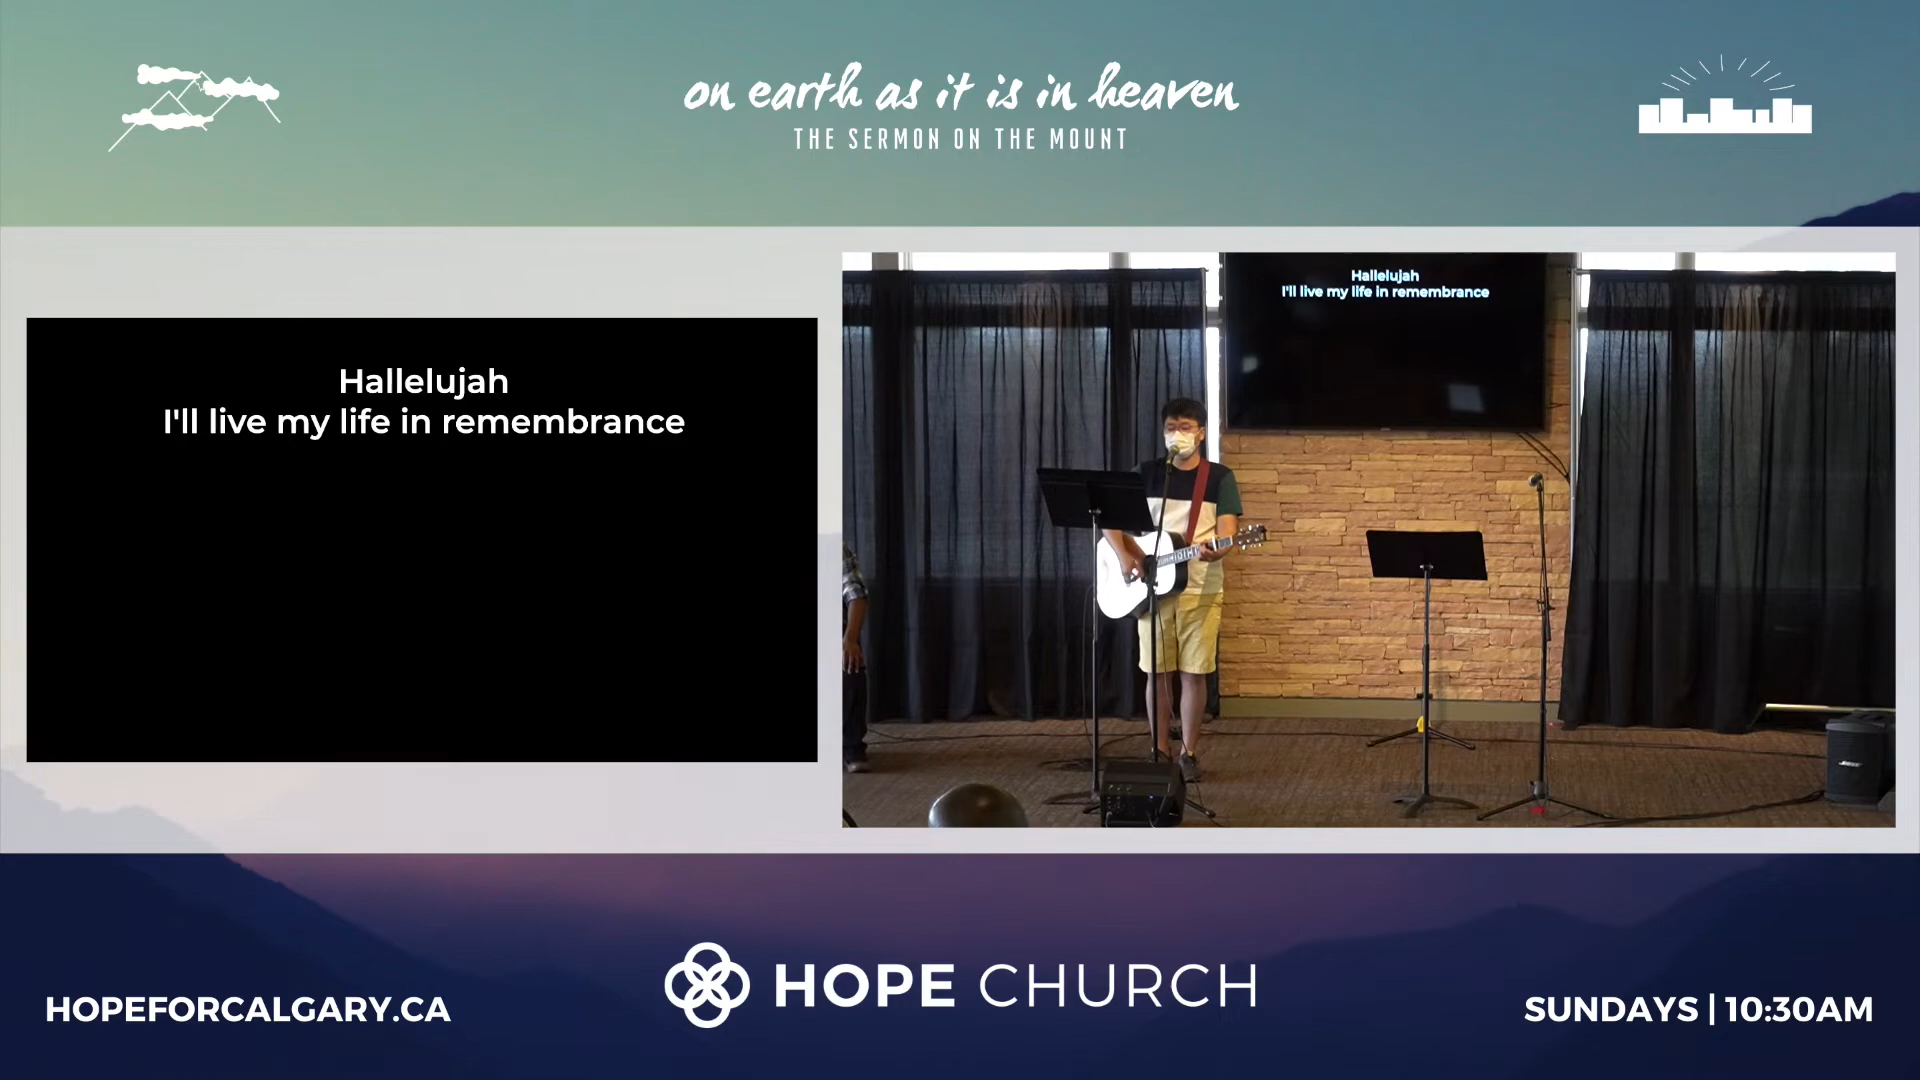 on earth as it is in heaven
THE SERMON ON THE MOUNT
Hallelujah
I'll live my life in remembrance
Hallelujah
I'll live my life in remembrance
HOPE CHURCH
HOPEFORCALGARY.CA
SUNDAYS | 10:30AM